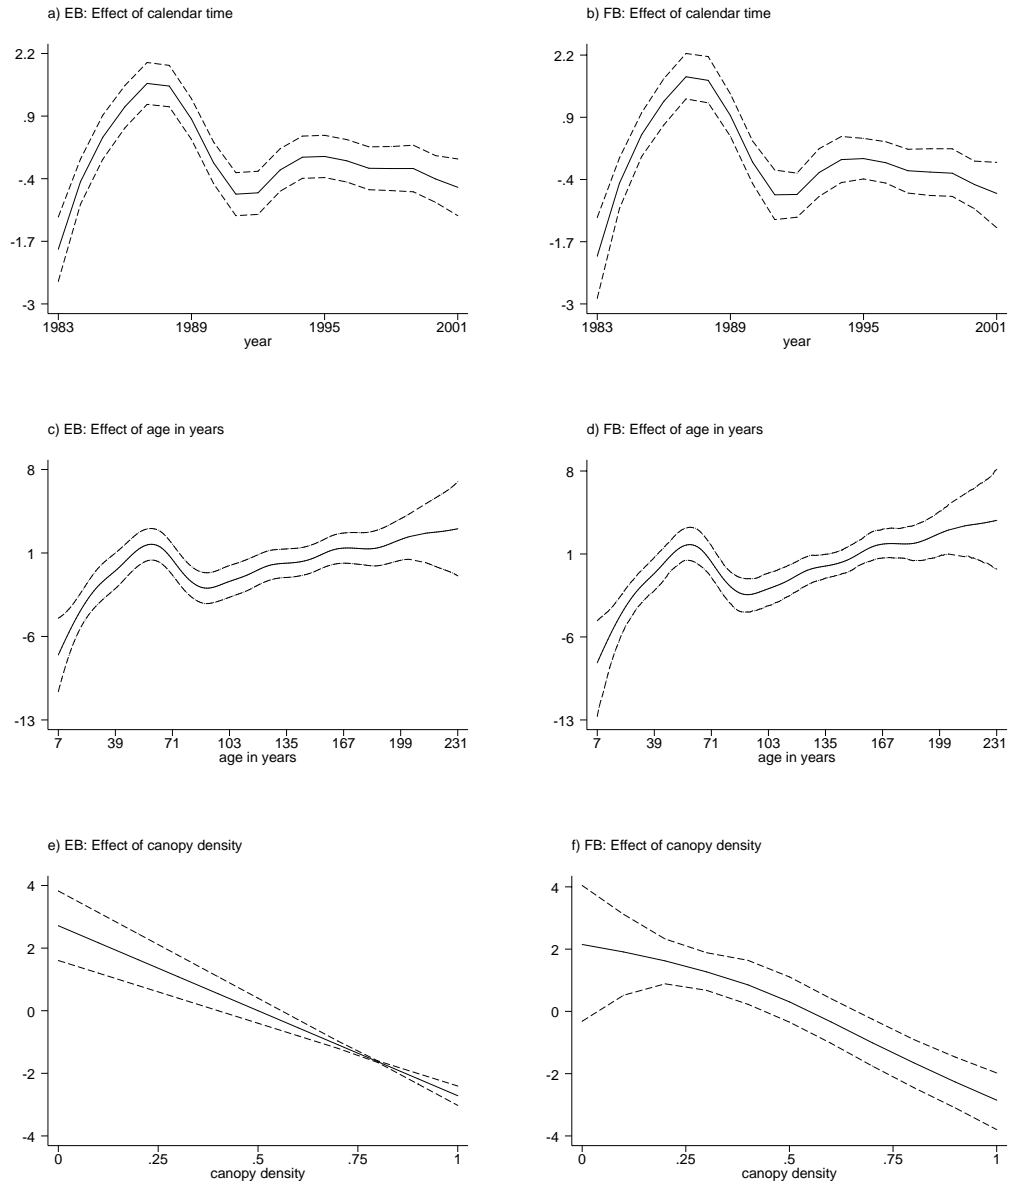 a) EB: Effect of calendar time
2.2
.9
-.4
-1.7
-3
1983 1989 1995 2001
year
b) FB: Effect of calendar time
2.2
.9
-.4
-1.7
-3
1983 1989 1995 2001
year
c) EB: Effect of age in years
8
1
-6
-13
7 39 71 103 135 167 199 231
age in years
d) FB: Effect of age in years
8
1
-6
-13
7 39 71 103 135 167 199 231
age in years
e) EB: Effect of canopy density
4
2
0
-2
-4
0 .25 .5 .75 1
canopy density
f) FB: Effect of canopy density
4
2
0
-2
-4
0 .25 .5 .75 1
canopy density